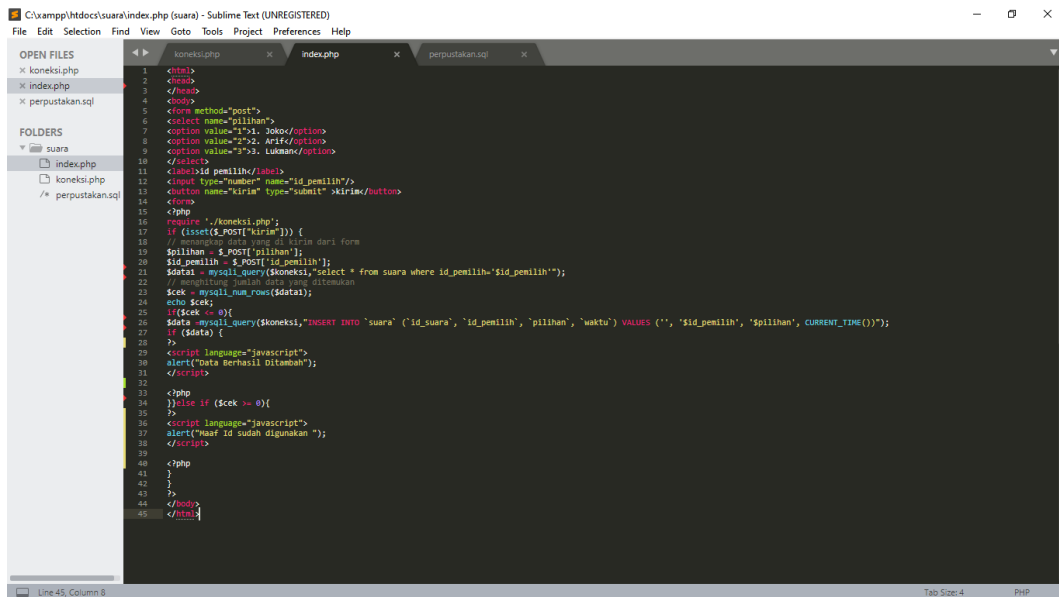 C:\xampp\htdocs\suara\index.php (suara) - Sublime Text (UNREGISTERED)
File Edit Selection Find View Goto Tools Project Preferences Help
OPEN FILES
× koneksi.php
× index.php
× perpustakan.sql
FOLDERS
▼ suara
index.php
koneksi.php
/* perpustakan.sql
koneksi.php × index.php × perpustakan.sql ×
1 <html>
2 <head>
3 </head>
4 <body>
5 <form method="post">
6 <select name="pilihan">
7 <option value="1">1. Joko</option>
8 <option value="2">2. Arif</option>
9 <option value="3">3. Lukman</option>
10 </select>
11 <label>id pemilih</label>
12 <input type="number" name="id_pemilih"/>
13 <button name="kirim" type="submit" >kirim</button>
14 <form>
15 <?php
16 require './koneksi.php';
17 if (isset($_POST["kirim"])) {
18 // menangkap data yang di kirim dari form
19 $pilihan = $_POST['pilihan'];
20 $id_pemilih = $_POST['id_pemilih'];
21 $data1 = mysqli_query($koneksi,"select * from suara where id_pemilih='$id_pemilih'");
22 // menghitung jumlah data yang ditemukan
23 $cek = mysqli_num_rows($data1);
24 echo $cek;
25 if($cek <= 0){
26 $data =mysqli_query($koneksi,"INSERT INTO `suara` (`id_suara`, `id_pemilih`, `pilihan`, `waktu`) VALUES ('', '$id_pemilih', '$pilihan', CURRENT_TIME())");
27 if ($data) {
28 ?>
29 <script language="javascript">
30 alert("Data Berhasil Ditambah");
31 </script>
32
33 <?php
34 }}else if ($cek >= 0){
35 ?>
36 <script language="javascript">
37 alert("Maaf Id sudah digunakan ");
38 </script>
39
40 <?php
41 }
42 }
43 ?>
44 </body>
45 </html>
Line 45, Column 8 Tab Size: 4 PHP